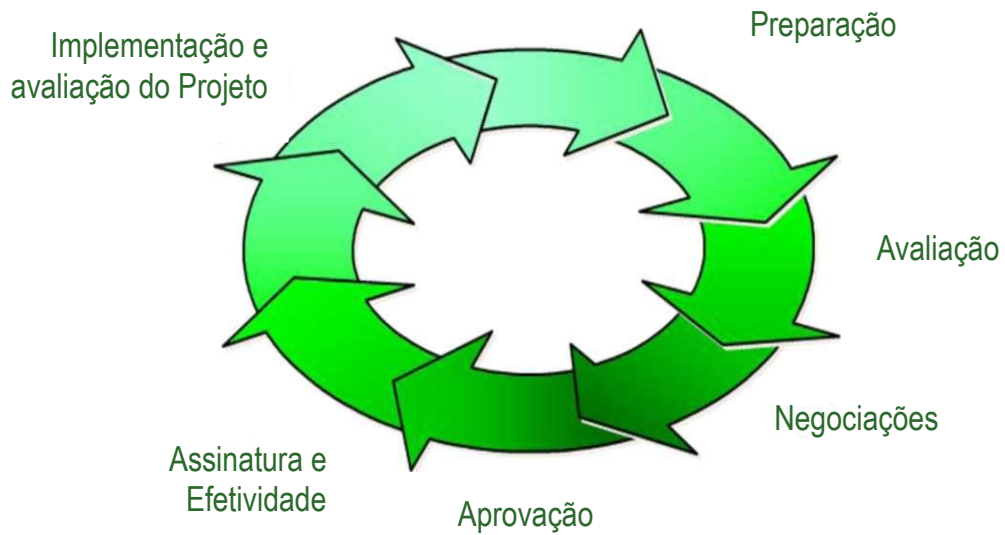 Preparação
Implementação e
avaliação do Projeto
Avaliação
Negociações
Assinatura e
Efetividade
Aprovação